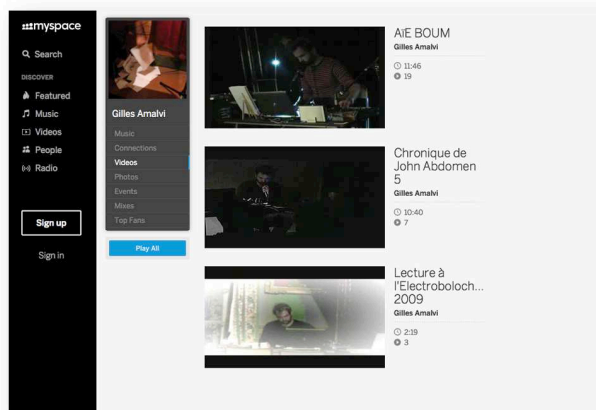 myspace
Search
DISCOVER
Featured
Music
Videos
People
Radio
Sign up
Sign in
Gilles Amalvi
Music
Connections
Videos
Photos
Events
Mixes
Top Fans
Play All
AïE BOUM
Gilles Amalvi
11:46
19
Chronique de
John Abdomen
5
Gilles Amalvi
10:40
7
Lecture à
l'Electroboloch...
2009
Gilles Amalvi
2:19
3